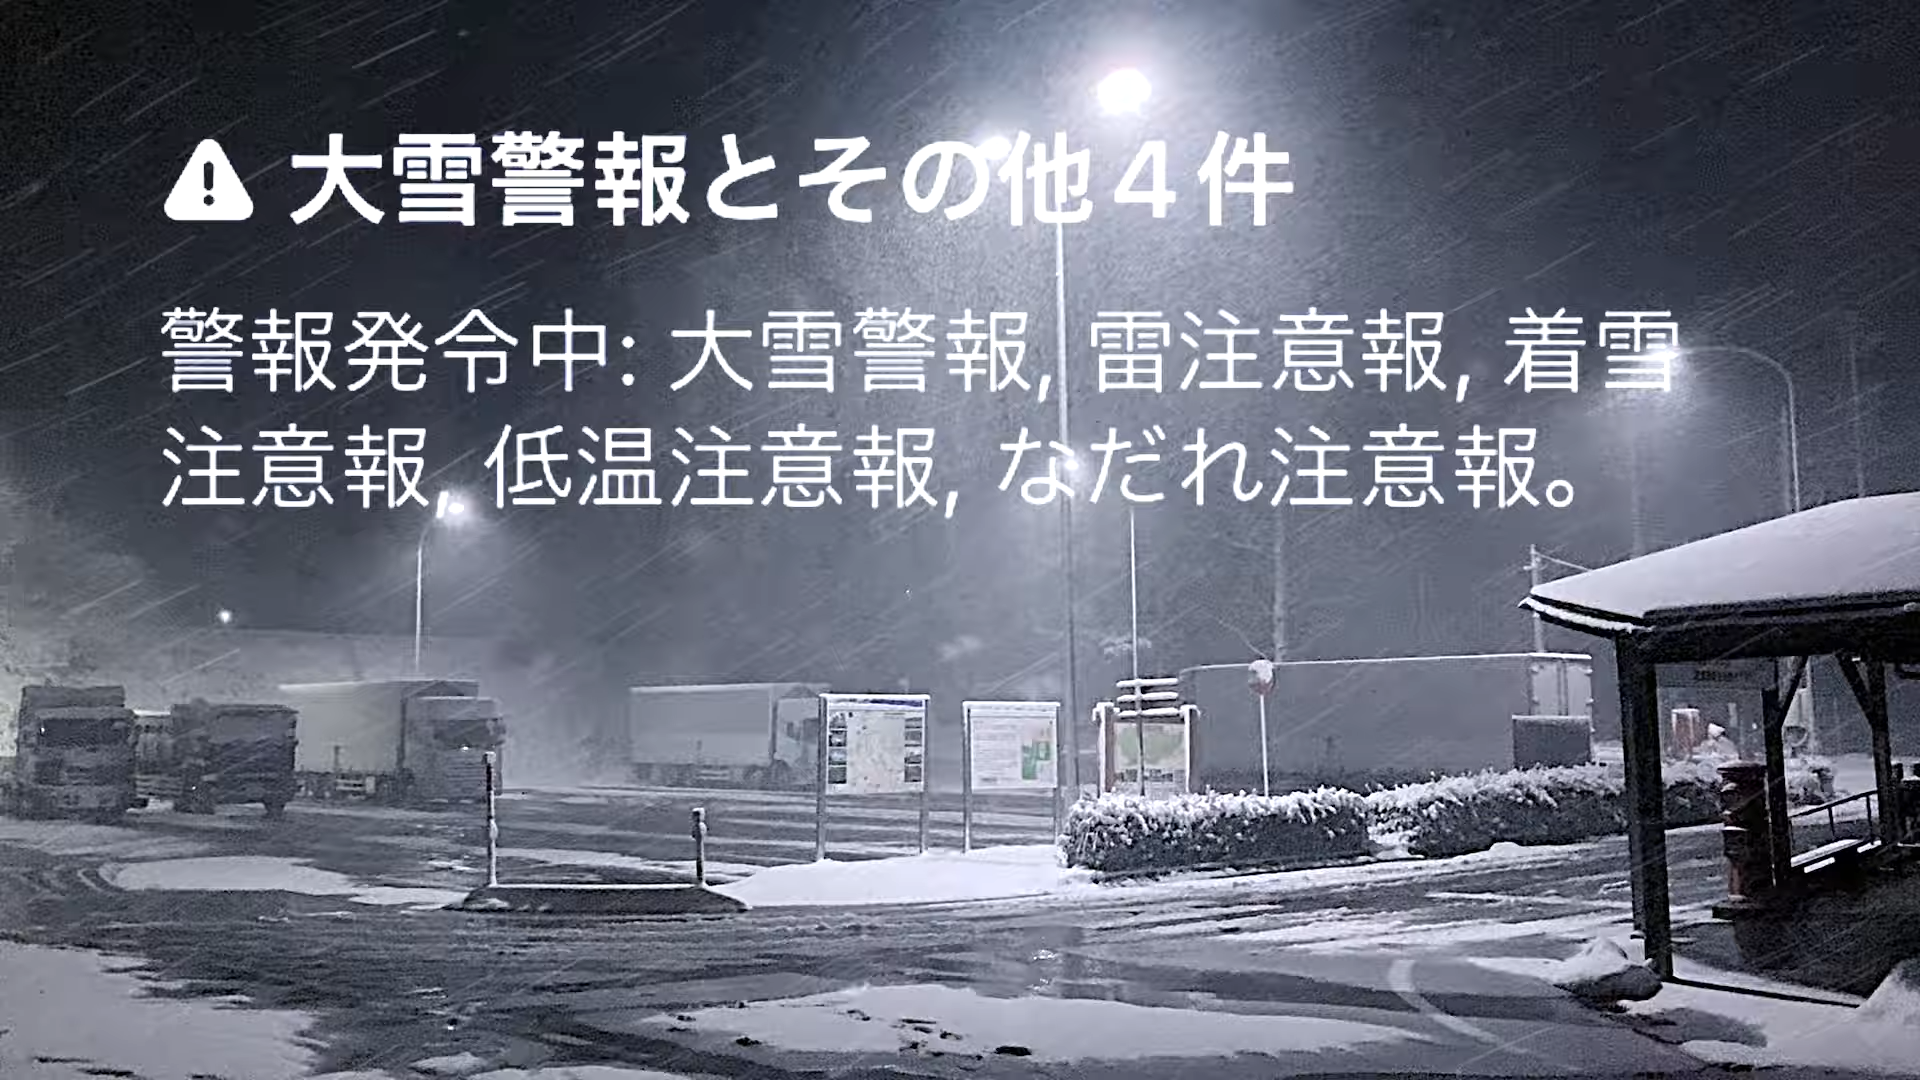 大雪警報とその他４件
警報発令中: 大雪警報, 雷注意報, 着雪
注意報, 低温注意報, なだれ注意報。